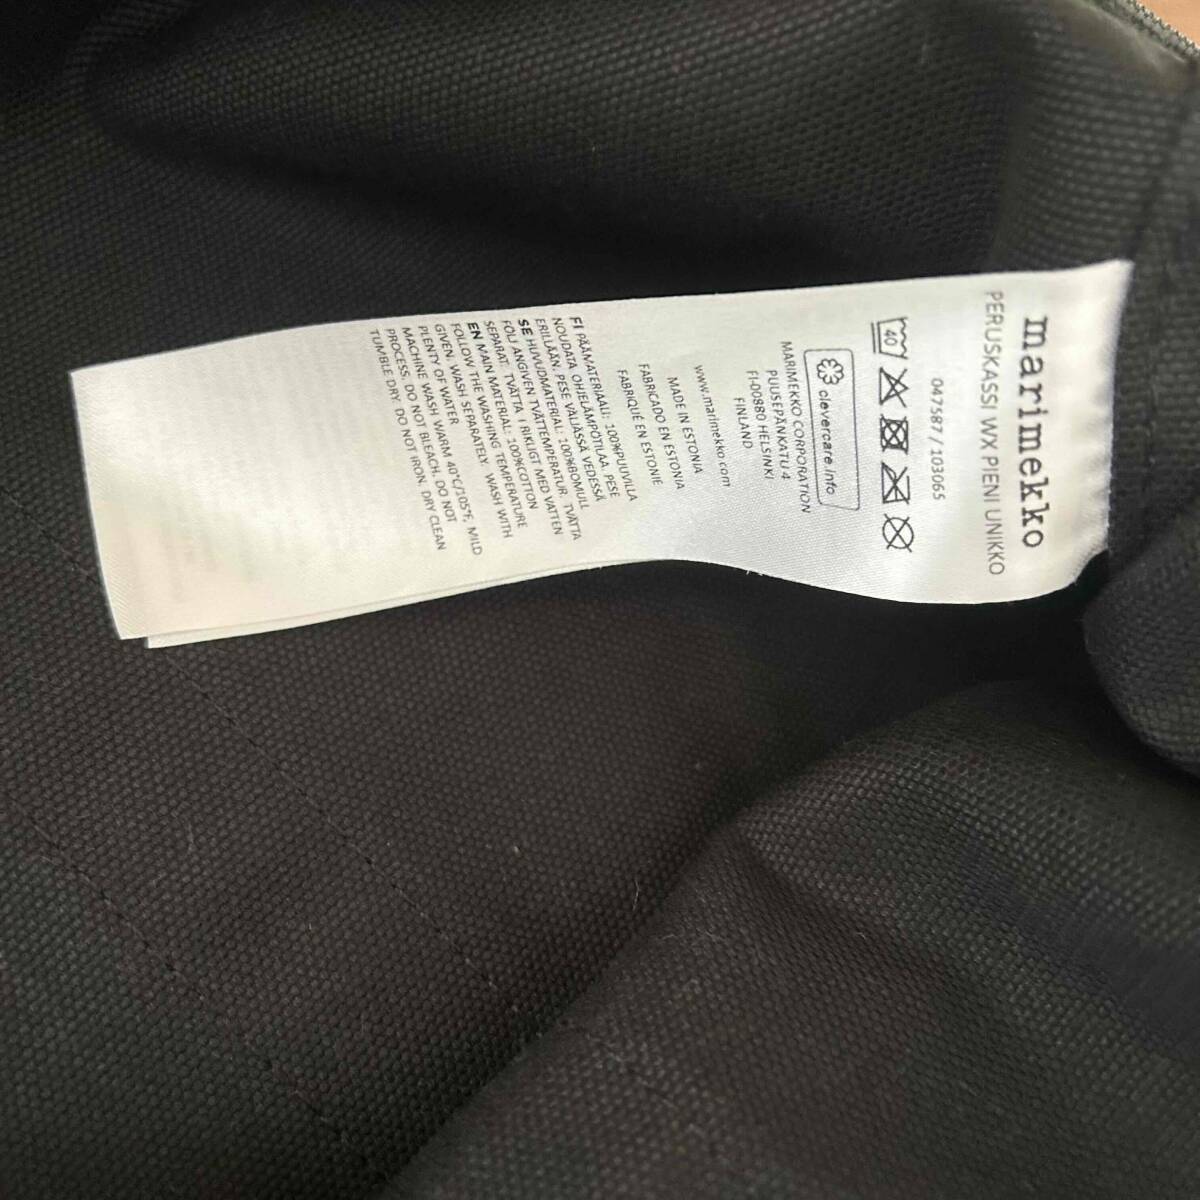 marimekko
PERUSKASSI WX PIENI UNIKKO
047587 / 103065
40
clevercare.info
MARIMEKKO CORPORATION
PUUSEPÄNKATU 4
FI-00880 HELSINKI
FINLAND
www.marimekko.com
MADE IN ESTONIA
FABRICADO EN ESTONIA
FABRIQUÉ EN ESTONIE
FI PÄÄMATERIAALI: 100%PUUVILLA
NOUDATA OHJELÄMPÖTILAA. PESE
ERILLÄÄN. PESE VÄLJÄSSÄ VEDESSÄ
SE HUVUDMATERIAL: 100%BOMULL
FÖLJ ANGIVEN TVÄTTEMPERATUR. TVÄTTA
SEPARAT. TVÄTTA I RIKLIGT MED VATTEN
EN MAIN MATERIAL: 100%COTTON
FOLLOW THE WASHING TEMPERATURE
GIVEN. WASH SEPARATELY. WASH WITH
PLENTY OF WATER
MACHINE WASH WARM 40°C/105°F, MILD
PROCESS. DO NOT BLEACH. DO NOT
TUMBLE DRY. DO NOT IRON. DRY CLEAN